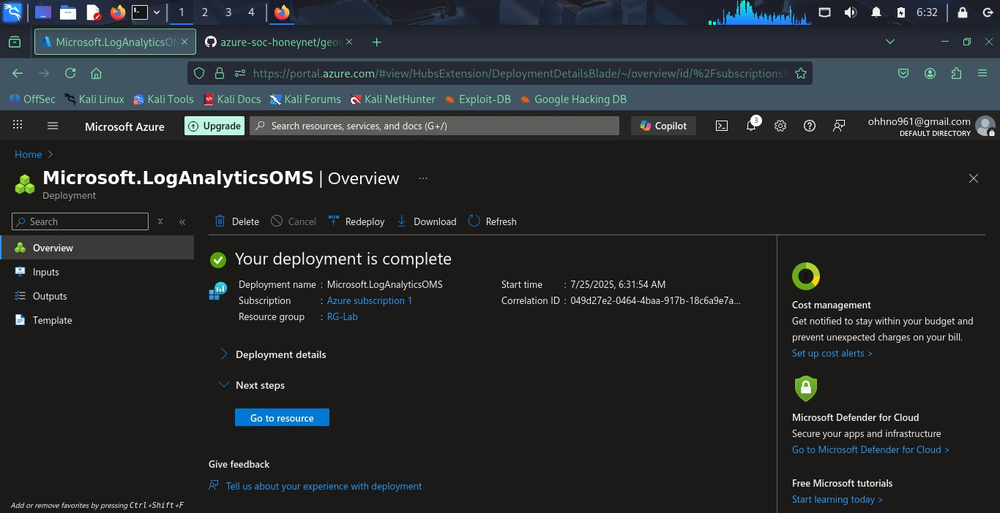 1 2 3 4 6:32
Microsoft.LogAnalyticsOM azure-soc-honeynet/geoip
https://portal.azure.com/#view/HubsExtension/DeploymentDetailsBlade/~/overview/id/%2Fsubscriptions%
OffSec Kali Linux Kali Tools Kali Docs Kali Forums Kali NetHunter Exploit-DB Google Hacking DB
Microsoft Azure Upgrade Search resources, services, and docs (G+/) Copilot 3 ohhno961@gmail.com
DEFAULT DIRECTORY
Home >
Microsoft.LogAnalyticsOMS | Overview ...
Deployment
Search
Delete Cancel Redeploy Download Refresh
Overview
Inputs
Outputs
Template
Your deployment is complete
Deployment name : Microsoft.LogAnalyticsOMS Start time : 7/25/2025, 6:31:54 AM
Subscription : Azure subscription 1 Correlation ID : 049d27e2-0464-4baa-917b-18c6a9e7a...
Resource group : RG-Lab
Deployment details
Next steps
Go to resource
Give feedback
Tell us about your experience with deployment
Cost management
Get notified to stay within your budget and
prevent unexpected charges on your bill.
Set up cost alerts >
Microsoft Defender for Cloud
Secure your apps and infrastructure
Go to Microsoft Defender for Cloud >
Free Microsoft tutorials
Start learning today >
Add or remove favorites by pressing Ctrl+Shift+F